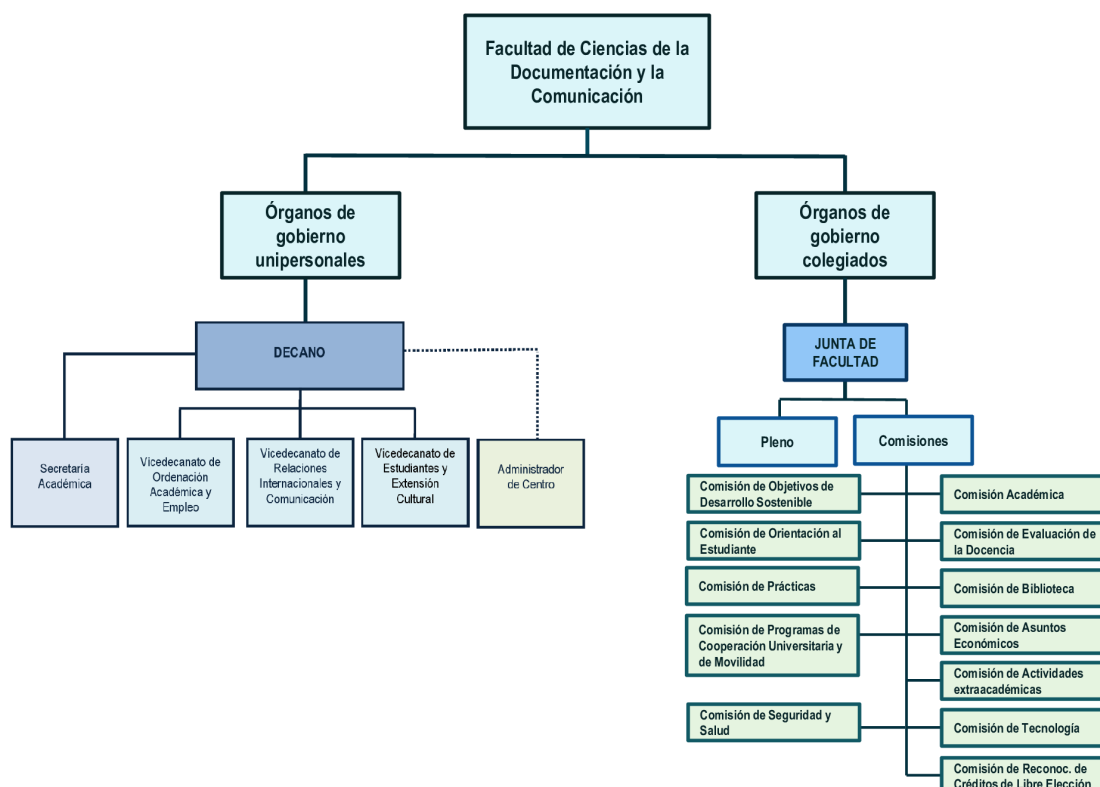 Facultad de Ciencias de la
Documentación y la
Comunicación
Órganos de
gobierno
unipersonales
Órganos de
gobierno
colegiados
DECANO
JUNTA DE
FACULTAD
Secretaría
Académica
Vicedecanato de
Ordenación
Académica y
Empleo
Vicedecanato de
Relaciones
Internacionales y
Comunicación
Vicedecanato de
Estudiantes y
Extensión
Cultural
Administrador
de Centro
Pleno
Comisiones
Comisión de Objetivos de
Desarrollo Sostenible
Comisión Académica
Comisión de Orientación al
Estudiante
Comisión de Evaluación de
la Docencia
Comisión de Prácticas
Comisión de Biblioteca
Comisión de Programas de
Cooperación Universitaria y
de Movilidad
Comisión de Asuntos
Económicos
Comisión de Actividades
extraacadémicas
Comisión de Seguridad y
Salud
Comisión de Tecnología
Comisión de Reconoc. de
Créditos de Libre Elección